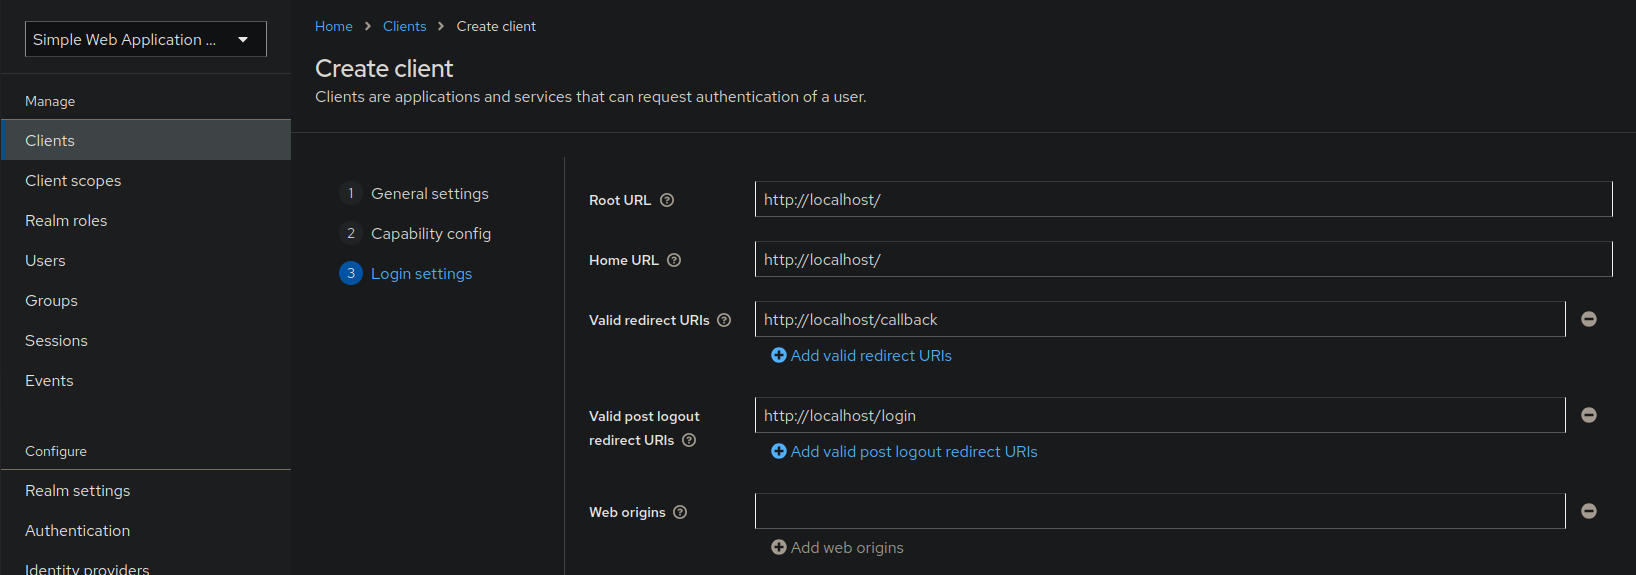 Simple Web Application ...
Manage
Clients
Client scopes
Realm roles
Users
Groups
Sessions
Events
Configure
Realm settings
Authentication
Identity providers
Home > Clients > Create client
Create client
Clients are applications and services that can request authentication of a user.
1 General settings
2 Capability config
3 Login settings
Root URL http://localhost/
Home URL http://localhost/
Valid redirect URIs http://localhost/callback
Add valid redirect URIs
Valid post logout redirect URIs http://localhost/login
Add valid post logout redirect URIs
Web origins
Add web origins